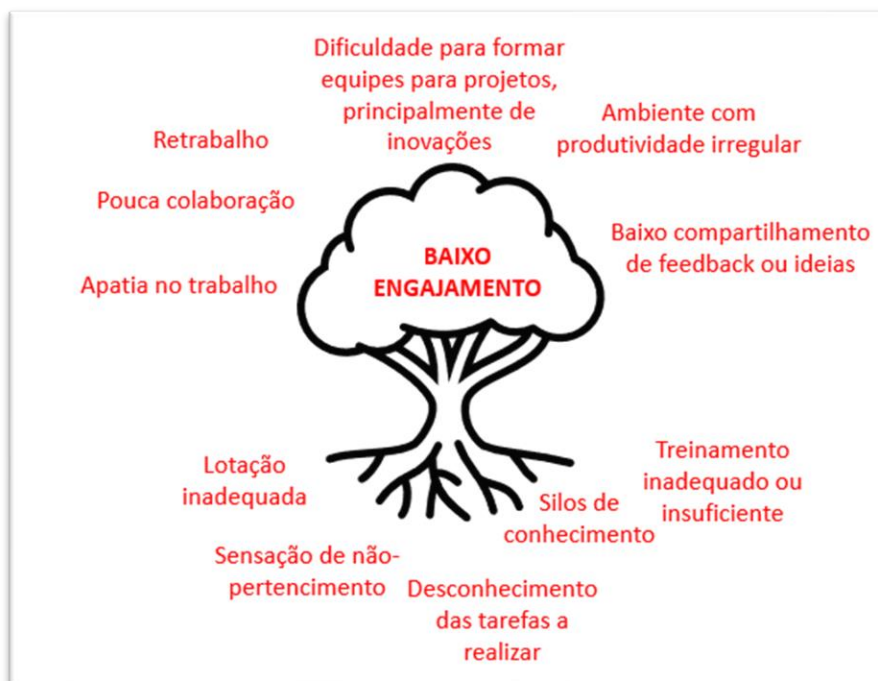 Dificuldade para formar
equipes para projetos,
principalmente de
inovações
Ambiente com
produtividade irregular
Retrabalho
Pouca colaboração
Baixo compartilhamento
de feedback ou ideias
Apatia no trabalho
BAIXO
ENGAJAMENTO
Lotação
inadequada
Treinamento
inadequado ou
insuficiente
Silos de
conhecimento
Sensação de não-
pertencimento
Desconhecimento
das tarefas a
realizar